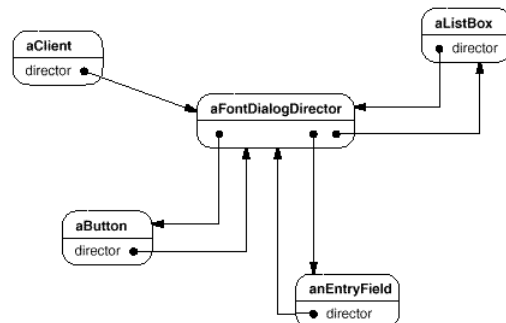 aClient
director
aListBox
director
aFontDialogDirector
aButton
director
anEntryField
director